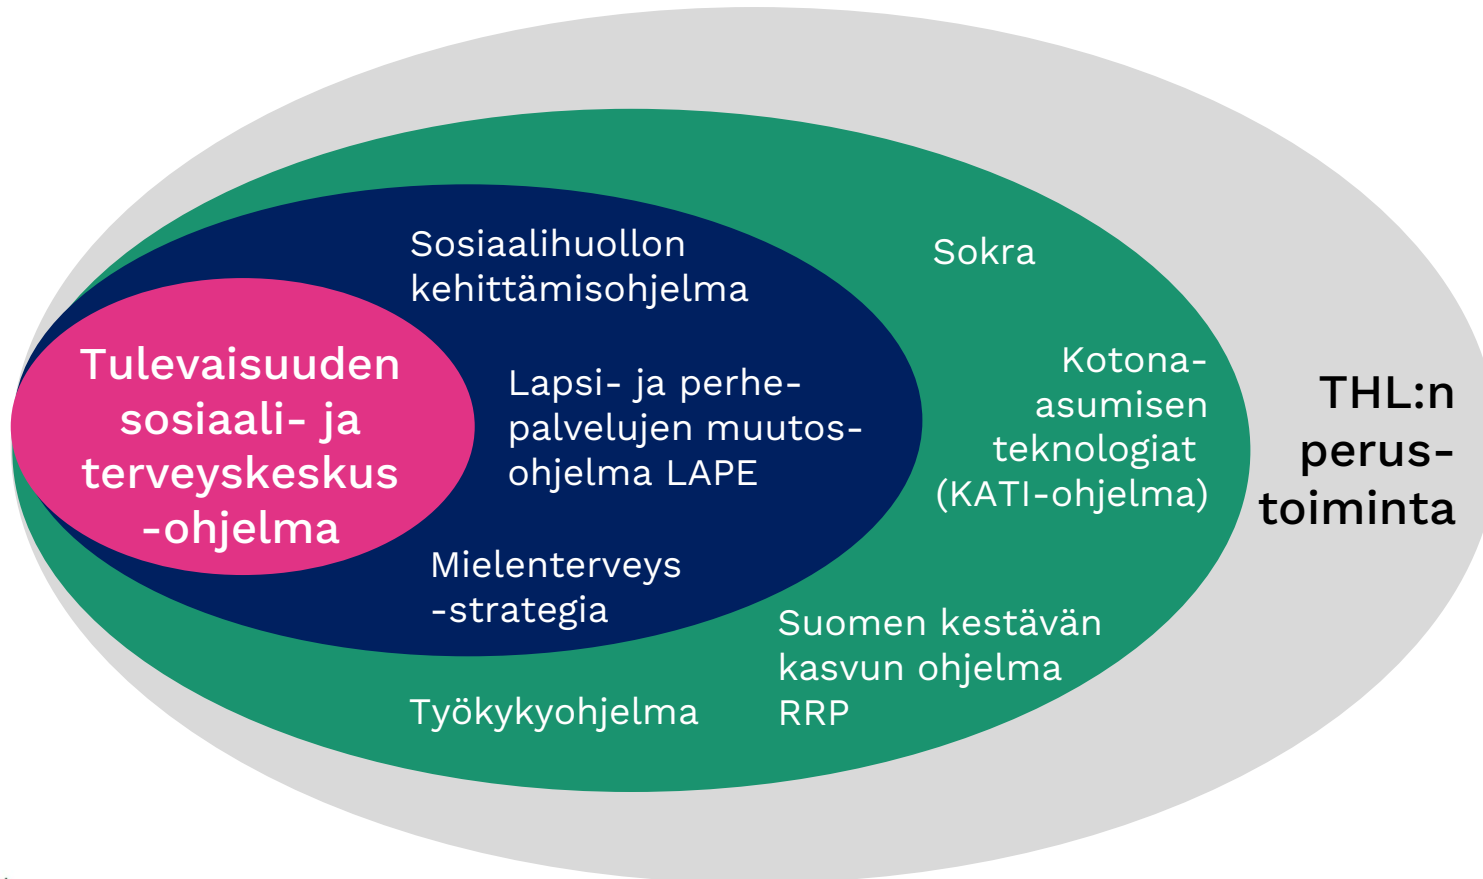 Tulevaisuuden
sosiaali- ja
terveyskeskus
-ohjelma
Sosiaalihuollon
kehittämisohjelma
Lapsi- ja perhe-
palvelujen muutos-
ohjelma LAPE
Mielenterveys
-strategia
Sokra
Kotona-
asumisen
teknologiat
(KATI-ohjelma)
Suomen kestävän
kasvun ohjelma
RRP
Työkykyohjelma
THL:n
perus-
toiminta